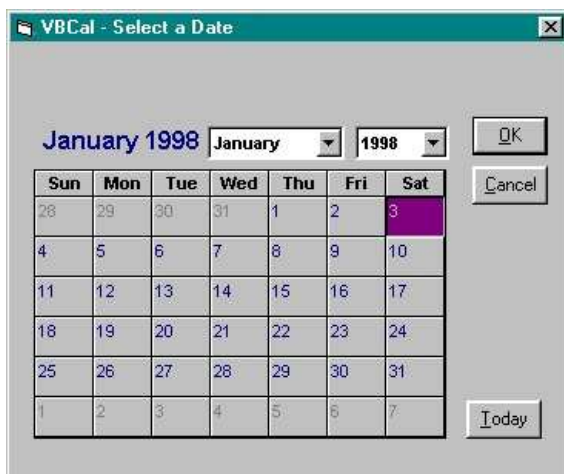 VBCal - Select a Date
January 1998 January 1998 OK
Cancel
Sun Mon Tue Wed Thu Fri Sat
28 29 30 31 1 2 3
4 5 6 7 8 9 10
11 12 13 14 15 16 17
18 19 20 21 22 23 24
25 26 27 28 29 30 31
1 2 3 4 5 6 7
Today